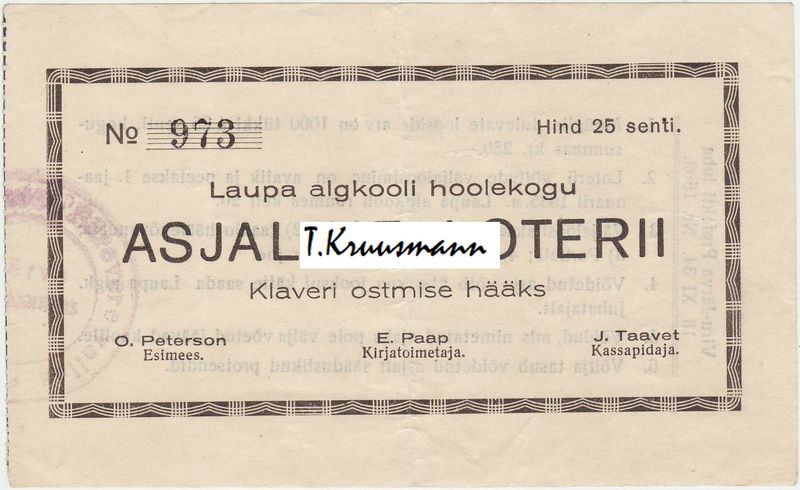 No 973
Hind 25 senti.
Laupa algkooli hoolekogu
ASJAL
T.Kruusmann
OTERII
Klaveri ostmise hääks
O. Peterson
Esimees.
E. Paap
Kirjatoimetaja.
J. Taavet
Kassapidaja.